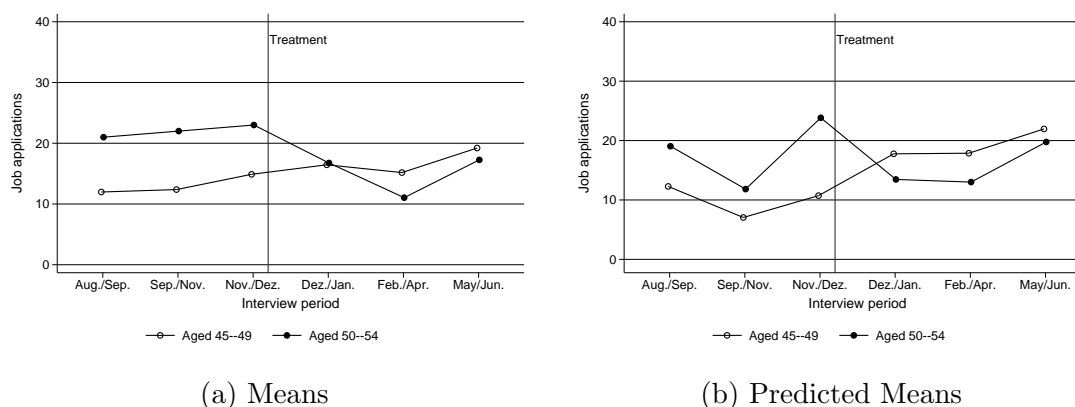 40
30
20
10
0
Job applications
Treatment
Aug./Sep. Sep./Nov. Nov./Dez. Dez./Jan. Feb./Apr. May/Jun.
Interview period
Aged 45--49 Aged 50--54
(a) Means
40
30
20
10
0
Job applications
Treatment
Aug./Sep. Sep./Nov. Nov./Dez. Dez./Jan. Feb./Apr. May/Jun.
Interview period
Aged 45--49 Aged 50--54
(b) Predicted Means